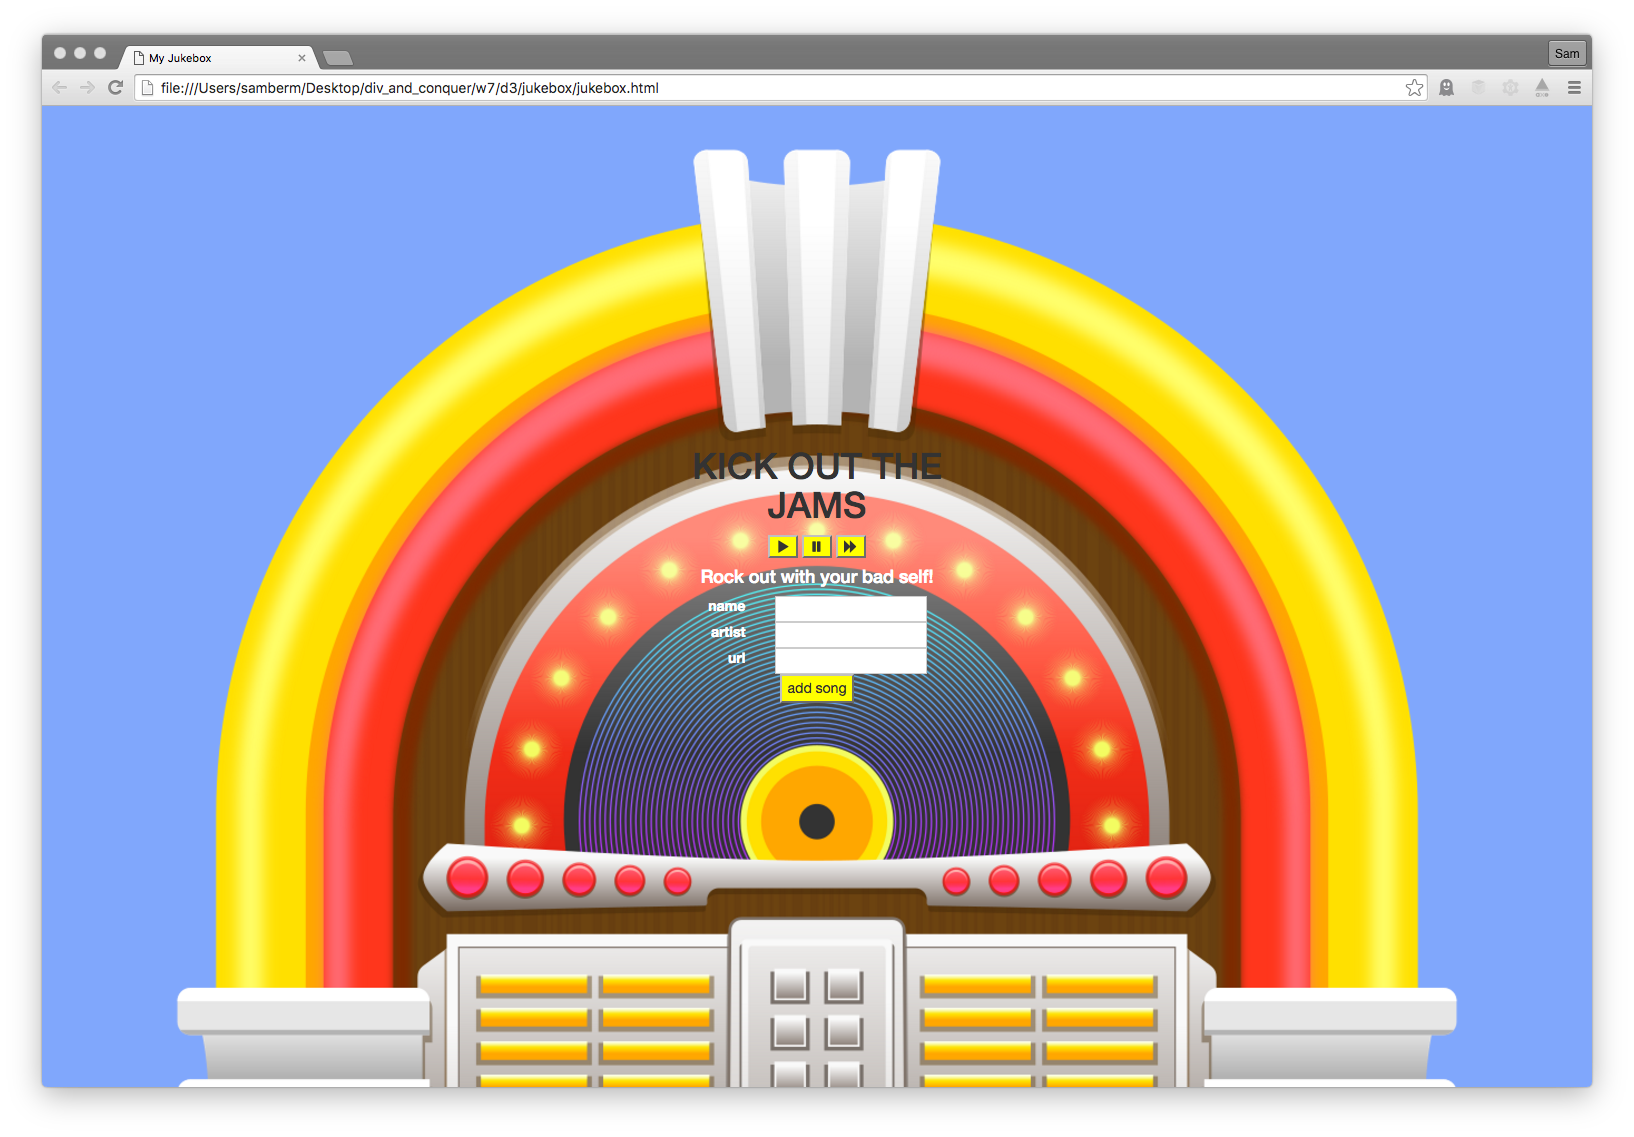 My Jukebox
Sam
file:///Users/samberm/Desktop/div_and_conquer/w7/d3/jukebox/jukebox.html
KICK OUT THE
JAMS
Rock out with your bad self!
name
artist
url
add song